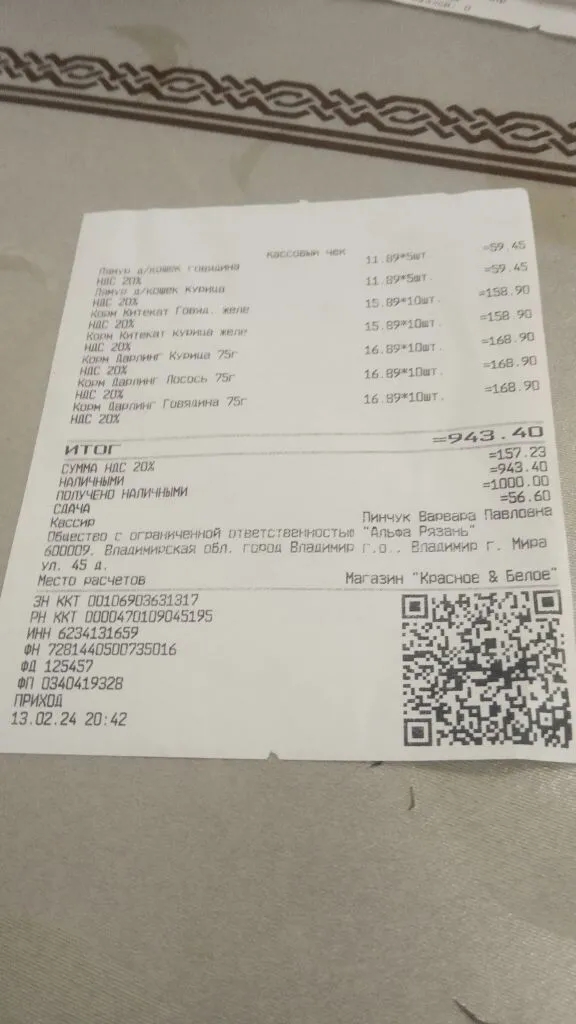 кассовый чек
Лямур д/кошек говядина 11.89*5шт =59.45
НДС 20%
Лямур д/кошек курица 11.89*5шт. =59.45
НДС 20%
Корм Китекат Говяд. желе 15.89*10шт. =158.90
НДС 20%
Корм Китекат курица желе 15.89*10шт. =158.90
НДС 20%
Корм Дарлинг Курица 75г 16.89*10шт. =168.90
НДС 20%
Корм Дарлинг Лосось 75г 16.89*10шт. =168.90
НДС 20%
Корм Дарлинг Говядина 75г 16.89*10шт. =168.90
НДС 20%
ИТОГ =943.40
СУММА НДС 20% =157.23
НАЛИЧНЫМИ =943.40
ПОЛУЧЕНО НАЛИЧНЫМИ =1000.00
СДАЧА =56.60
Кассир Пинчук Варвара Павловна
Общество с ограниченной ответственностью "Альфа Рязань"
600009, Владимирская обл. город Владимир г.о., Владимир г. Мира
ул. 45 д.
Место расчетов Магазин "Красное & Белое"
ЗН ККТ 00106903631317
РН ККТ 0000470109045195
ИНН 6234131659
ФН 7281440500735016
ФД 125457
ФП 0340419328
ПРИХОД
13.02.24 20:42